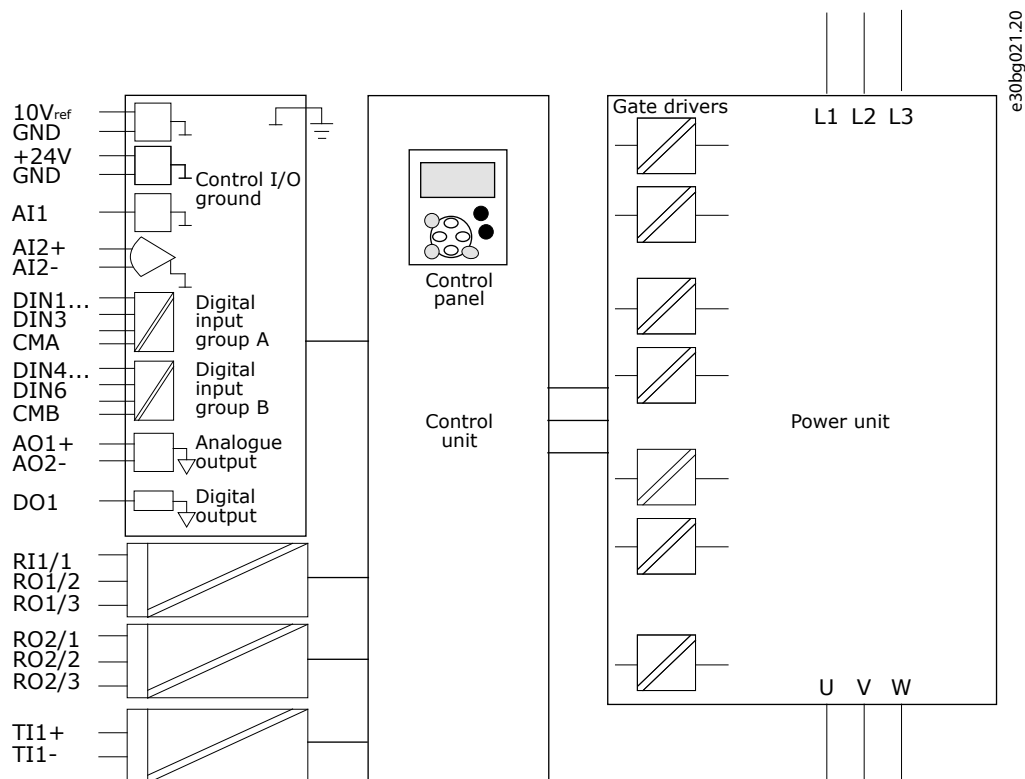 e30bg021.20
10Vref
GND
+24V
GND
AI1
AI2+
AI2-
DIN1...
DIN3
CMA
DIN4...
DIN6
CMB
AO1+
AO2-
DO1
RI1/1
RO1/2
RO1/3
RO2/1
RO2/2
RO2/3
TI1+
TI1-
Control I/O
ground
Digital
input
group A
Digital
input
group B
Analogue
output
Digital
output
Control
panel
Control
unit
Gate drivers
L1 L2 L3
Power unit
U V W